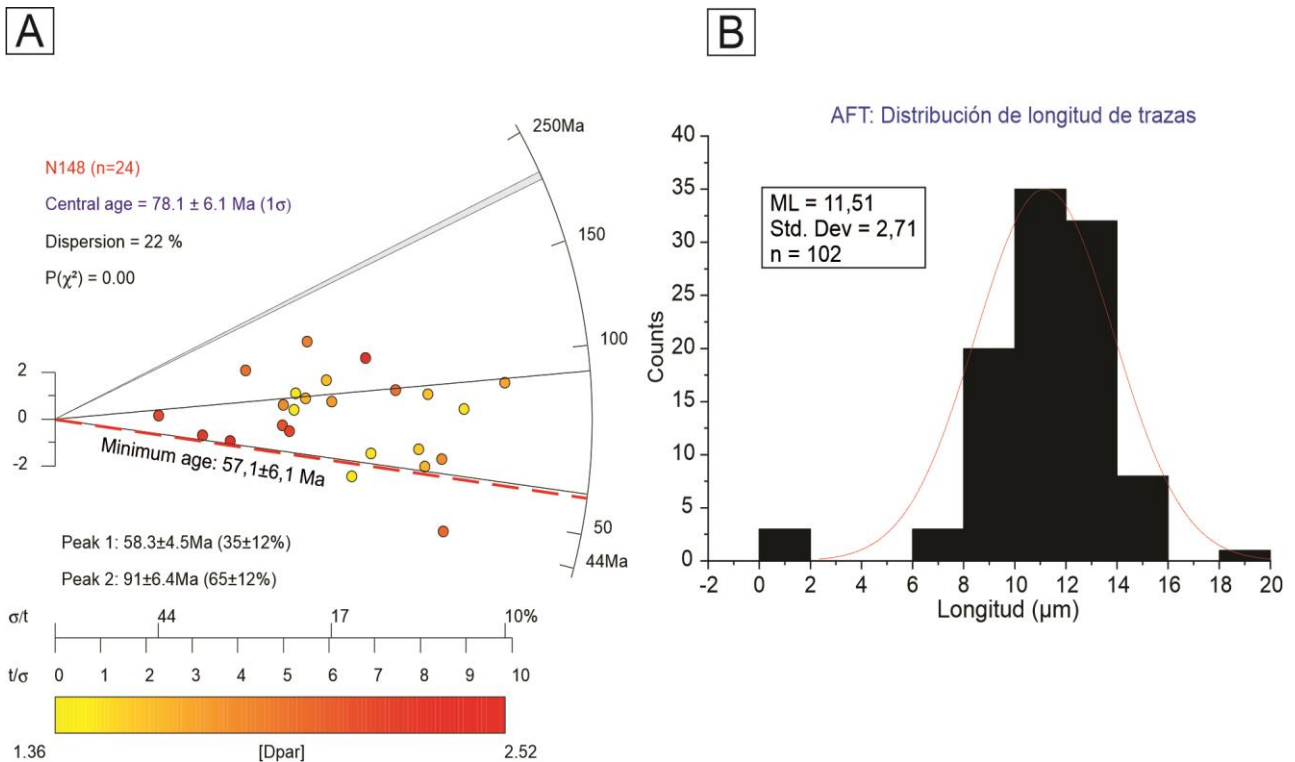 A
N148 (n=24)
Central age = 78.1 ± 6.1 Ma (1σ)
Dispersion = 22 %
P(χ²) = 0.00
250Ma
150
100
50
44Ma
2
0
-2
Minimum age: 57,1±6,1 Ma
Peak 1: 58.3±4.5Ma (35±12%)
Peak 2: 91±6.4Ma (65±12%)
σ/t 44 17 10%
t/σ 0 1 2 3 4 5 6 7 8 9 10
1.36 [Dpar] 2.52
B
AFT: Distribución de longitud de trazas
ML = 11,51
Std. Dev = 2,71
n = 102
Counts
40
35
30
25
20
15
10
5
0
-2 0 2 4 6 8 10 12 14 16 18 20
Longitud (µm)